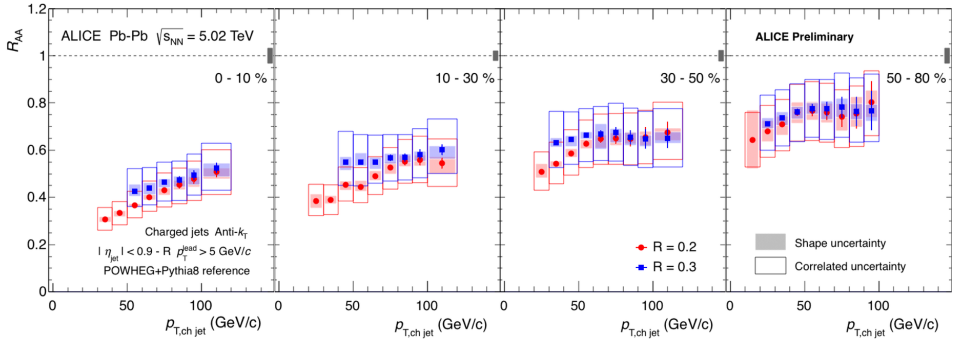 R_AA
ALICE Pb-Pb √s_NN = 5.02 TeV
0 - 10 %
10 - 30 %
30 - 50 %
ALICE Preliminary
50 - 80 %
1.2
1
0.8
0.6
0.4
0.2
0
Charged jets Anti-k_T
| η_jet | < 0.9 - R p_T^lead > 5 GeV/c
POWHEG+Pythia8 reference
R = 0.2
R = 0.3
Shape uncertainty
Correlated uncertainty
0 50 100
0 50 100
0 50 100
0 50 100 150
p_T,ch jet (GeV/c)
p_T,ch jet (GeV/c)
p_T,ch jet (GeV/c)
p_T,ch jet (GeV/c)